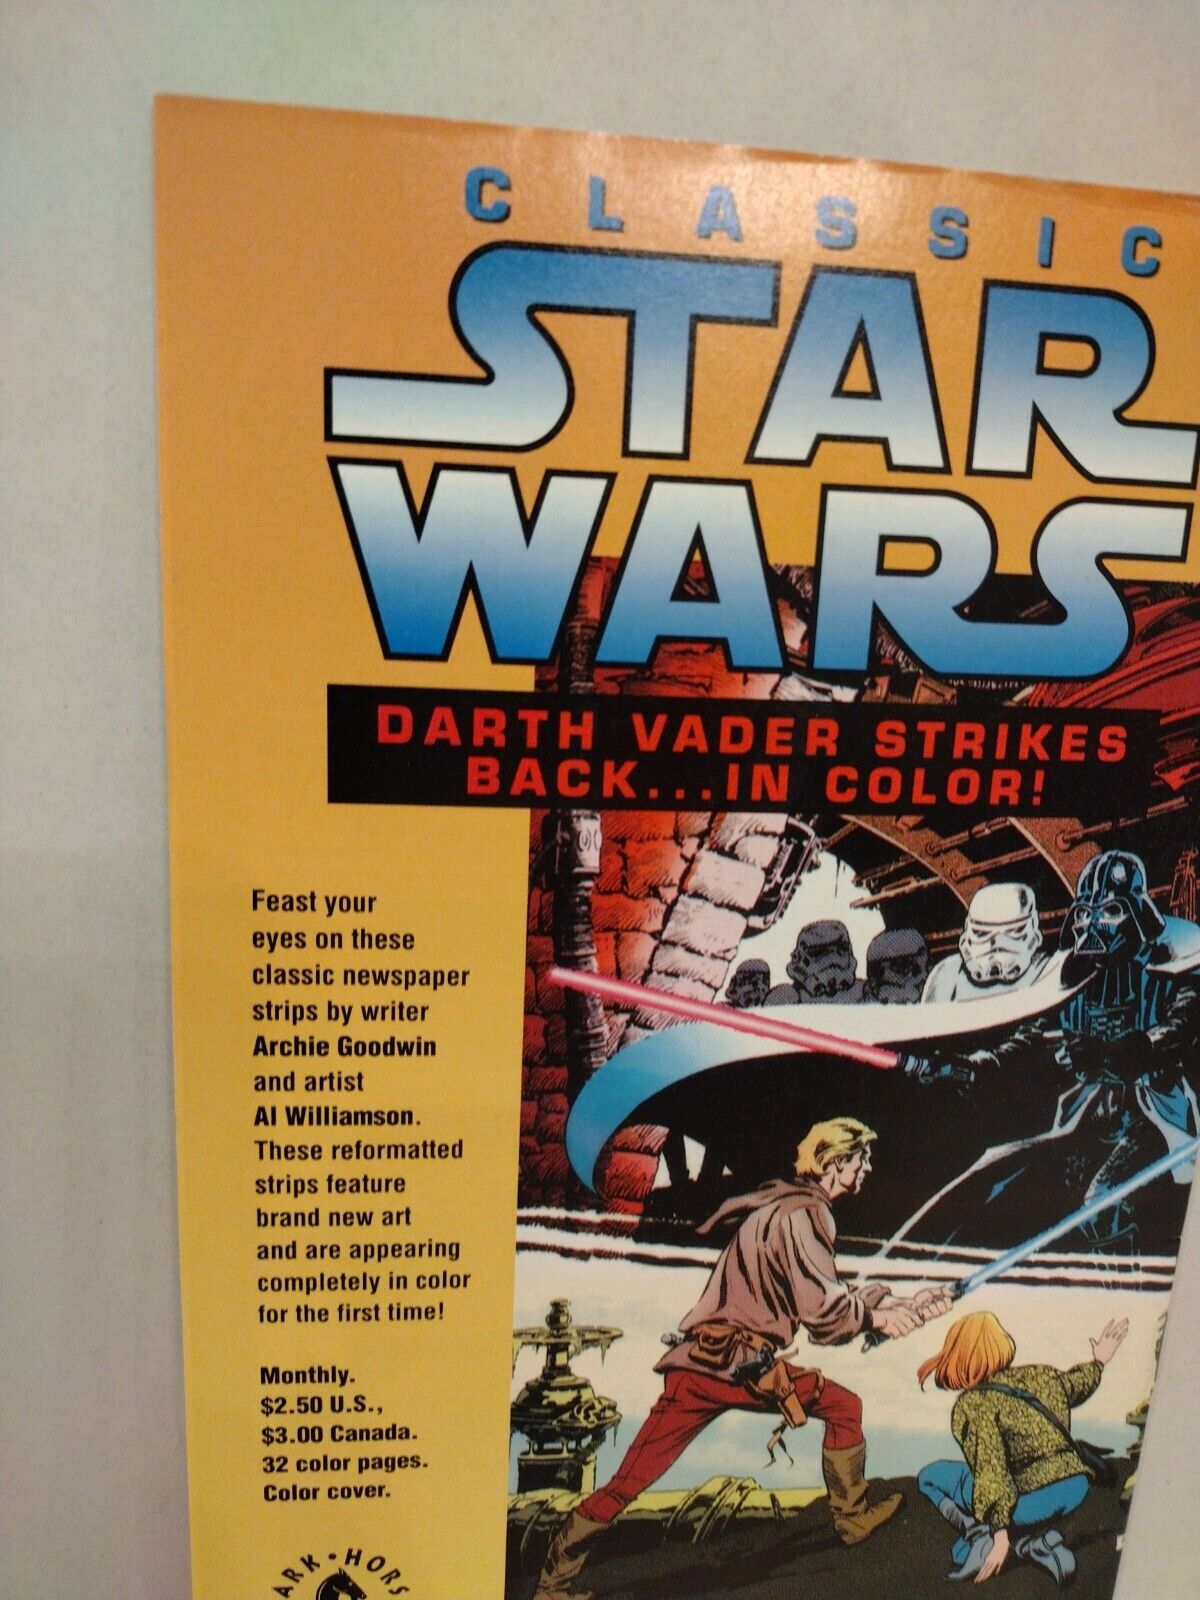 CLASSIC
STAR
WARS
DARTH VADER STRIKES
BACK...IN COLOR!
Feast your
eyes on these
classic newspaper
strips by writer
Archie Goodwin
and artist
Al Williamson.
These reformatted
strips feature
brand new art
and are appearing
completely in color
for the first time!
Monthly.
$2.50 U.S.,
$3.00 Canada.
32 color pages.
Color cover.
ARK • HORS